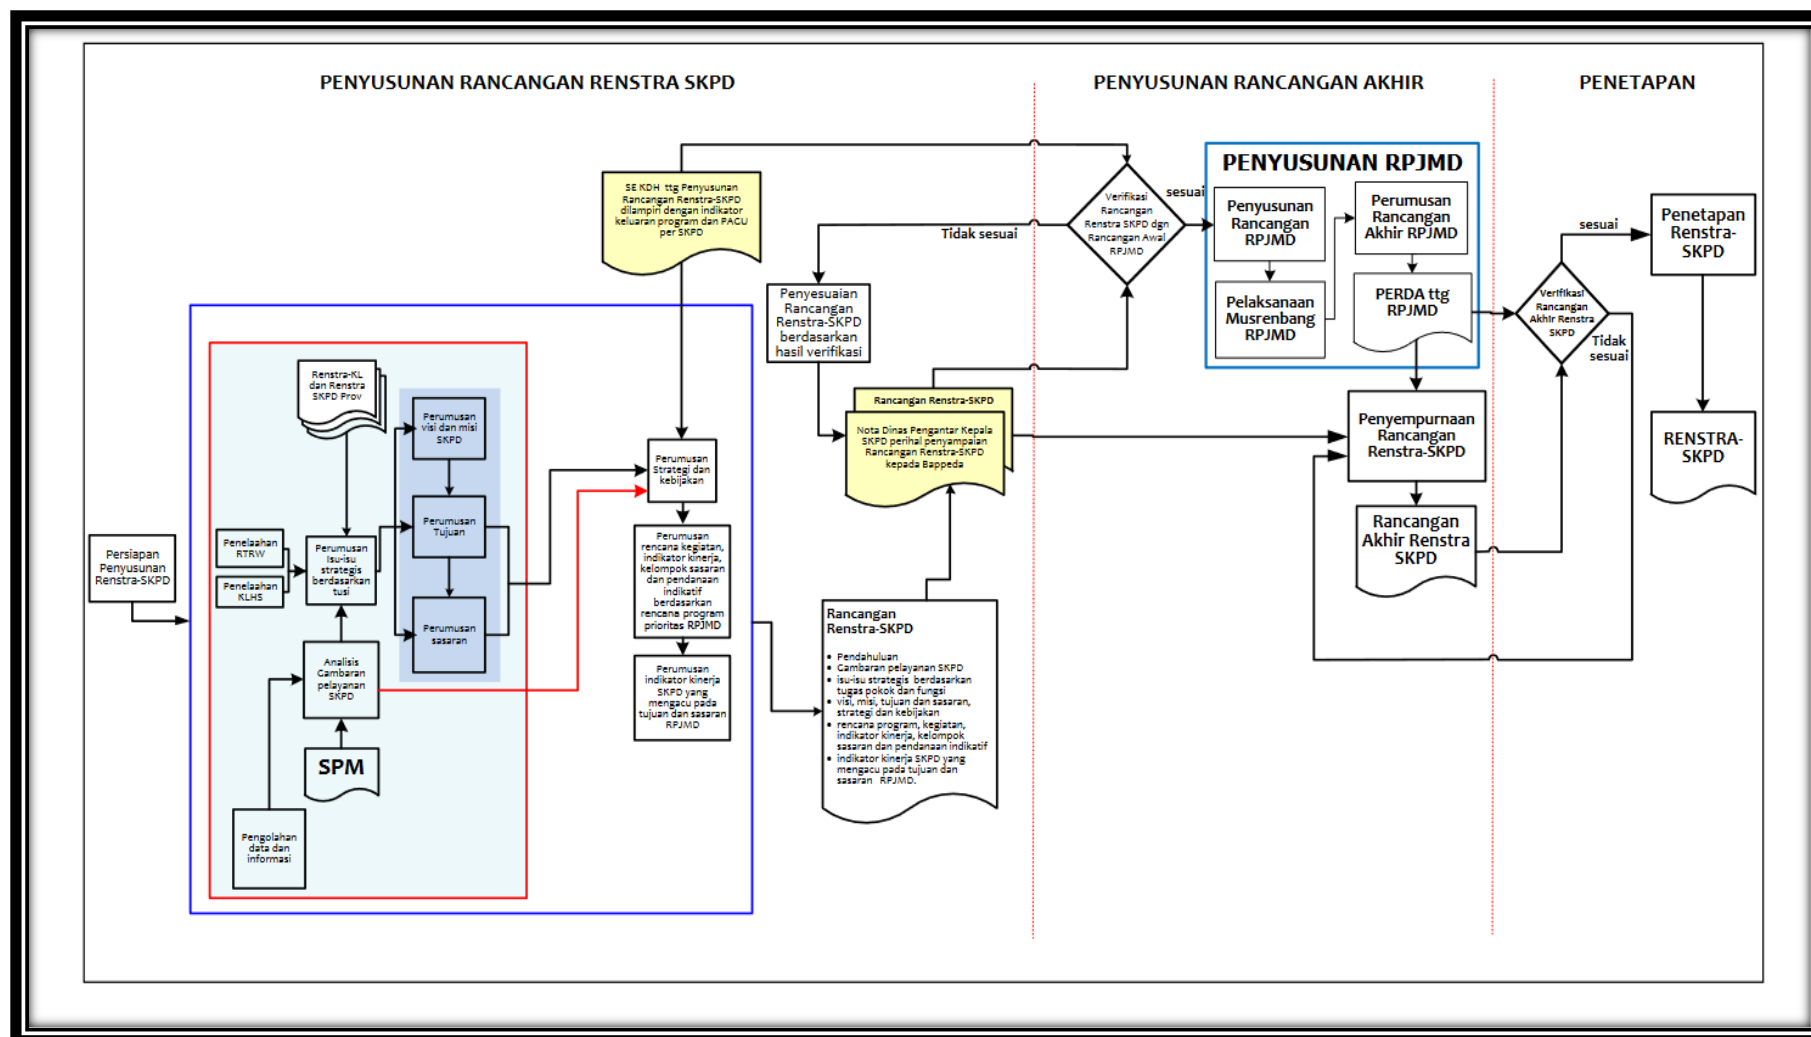 PENYUSUNAN RANCANGAN RENSTRA SKPD
PENYUSUNAN RANCANGAN AKHIR
PENETAPAN
SE KDH ttg Penyusunan
Rancangan Renstra-SKPD
dilampiri dengan indikator
keluaran program dan PACU
per SKPD
Verifikasi
Rancangan
Renstra SKPD dgn
Rancangan Awal
RPJMD
sesuai
Tidak sesuai
PENYUSUNAN RPJMD
Penyusunan
Rancangan
RPJMD
Perumusan
Rancangan
Akhir RPJMD
Pelaksanaan
Musrenbang
RPJMD
PERDA ttg
RPJMD
sesuai
Penetapan
Renstra-
SKPD
Verifikasi
Rancangan
Akhir Renstra
SKPD
Tidak
sesuai
Penyesuaian
Rancangan
Renstra-SKPD
berdasarkan
hasil verifikasi
Renstra-KL
dan Renstra
SKPD Prov
Perumusan
visi dan misi
SKPD
Rancangan Renstra-SKPD
Nota Dinas Pengantar Kepala
SKPD perihal penyampaian
Rancangan Renstra-SKPD
kepada Bappeda
Penyempurnaan
Rancangan
Renstra-SKPD
RENSTRA-
SKPD
Perumusan
Strategi dan
kebijakan
Perumusan
Tujuan
Persiapan
Penyusunan
Renstra-SKPD
Penelaahan
RTRW
Penelaahan
KLHS
Perumusan
Isu-isu
strategis
berdasarkan
tusi
Perumusan
rencana kegiatan,
indikator kinerja,
kelompok sasaran
dan pendanaan
indikatif
berdasarkan
rencana program
prioritas RPJMD
Rancangan
Akhir Renstra
SKPD
Perumusan
sasaran
Analisis
Gambaran
pelayanan
SKPD
Perumusan
indikator kinerja
SKPD yang
mengacu pada
tujuan dan sasaran
RPJMD
Rancangan
Renstra-SKPD
• Pendahuluan
• Gambaran pelayanan SKPD
• isu-isu strategis berdasarkan
tugas pokok dan fungsi
• visi, misi, tujuan dan sasaran,
strategi dan kebijakan
• rencana program, kegiatan,
indikator kinerja, kelompok
sasaran dan pendanaan indikatif
• indikator kinerja SKPD yang
mengacu pada tujuan dan
sasaran RPJMD.
SPM
Pengolahan
data dan
informasi